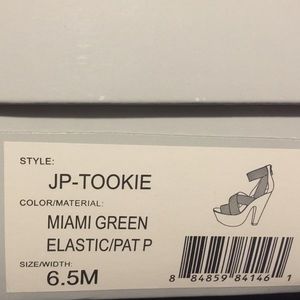 STYLE:
JP-TOOKIE
COLOR/MATERIAL:
MIAMI GREEN
ELASTIC/PAT P
SIZE/WIDTH:
6.5M
8 84859 84146 1